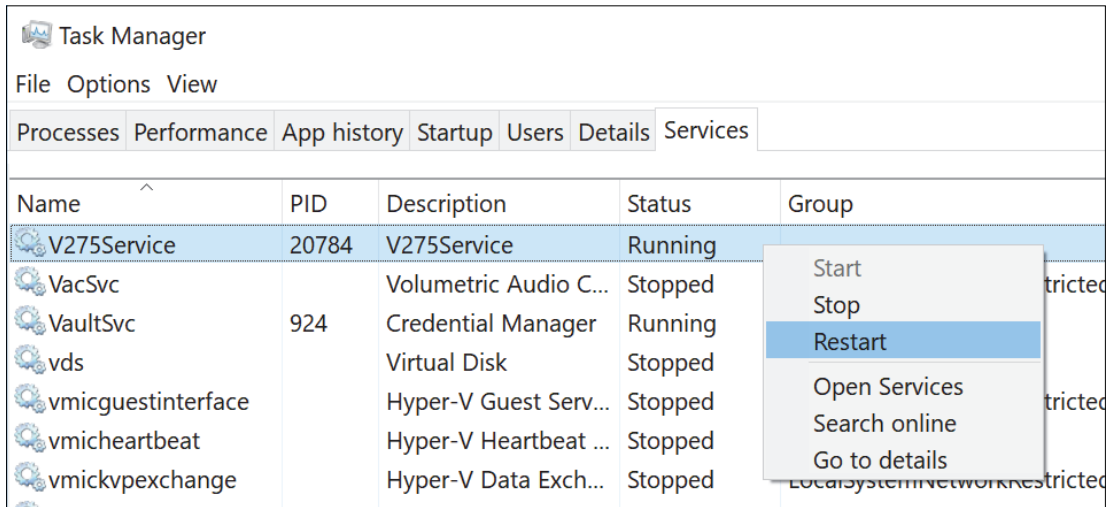 Task Manager
File Options View
Processes Performance App history Startup Users Details Services
Name PID Description Status Group
V275Service 20784 V275Service Running
VacSvc Volumetric Audio C... Stopped tricted
VaultSvc 924 Credential Manager Running
vds Virtual Disk Stopped
vmicguestinterface Hyper-V Guest Serv... Stopped tricted
vmicheartbeat Hyper-V Heartbeat ... Stopped
vmickvpexchange Hyper-V Data Exch... Stopped LocalSystemNetworkRestricted
Start
Stop
Restart
Open Services
Search online
Go to details